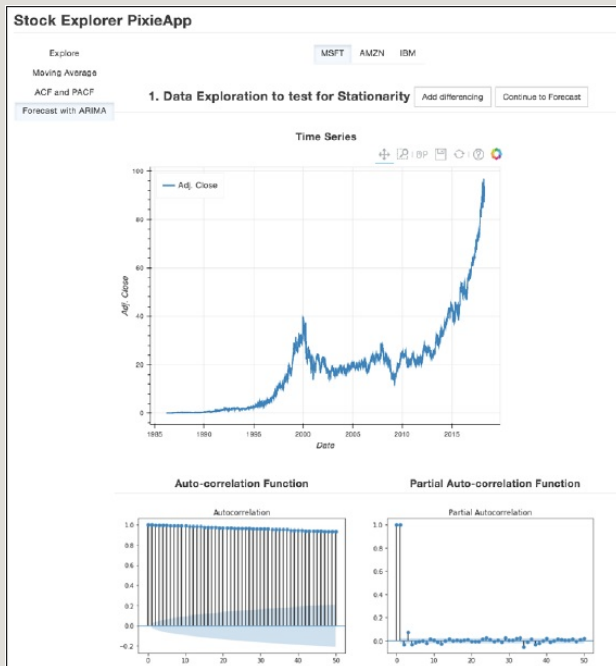 Stock Explorer PixieApp
Explore
Moving Average
ACF and PACF
Forecast with ARIMA
MSFT AMZN IBM
1. Data Exploration to test for Stationarity Add differencing Continue to Forecast
Time Series
Adj. Close
100
80
60
40
20
0
Adj. Close
1985 1990 1995 2000 2005 2010 2015
Date
Auto-correlation Function
Autocorrelation
1.0
0.8
0.6
0.4
0.2
0.0
−0.2
0 10 20 30 40 50
Partial Auto-correlation Function
Partial Autocorrelation
1.0
0.8
0.6
0.4
0.2
0.0
0 10 20 30 40 50